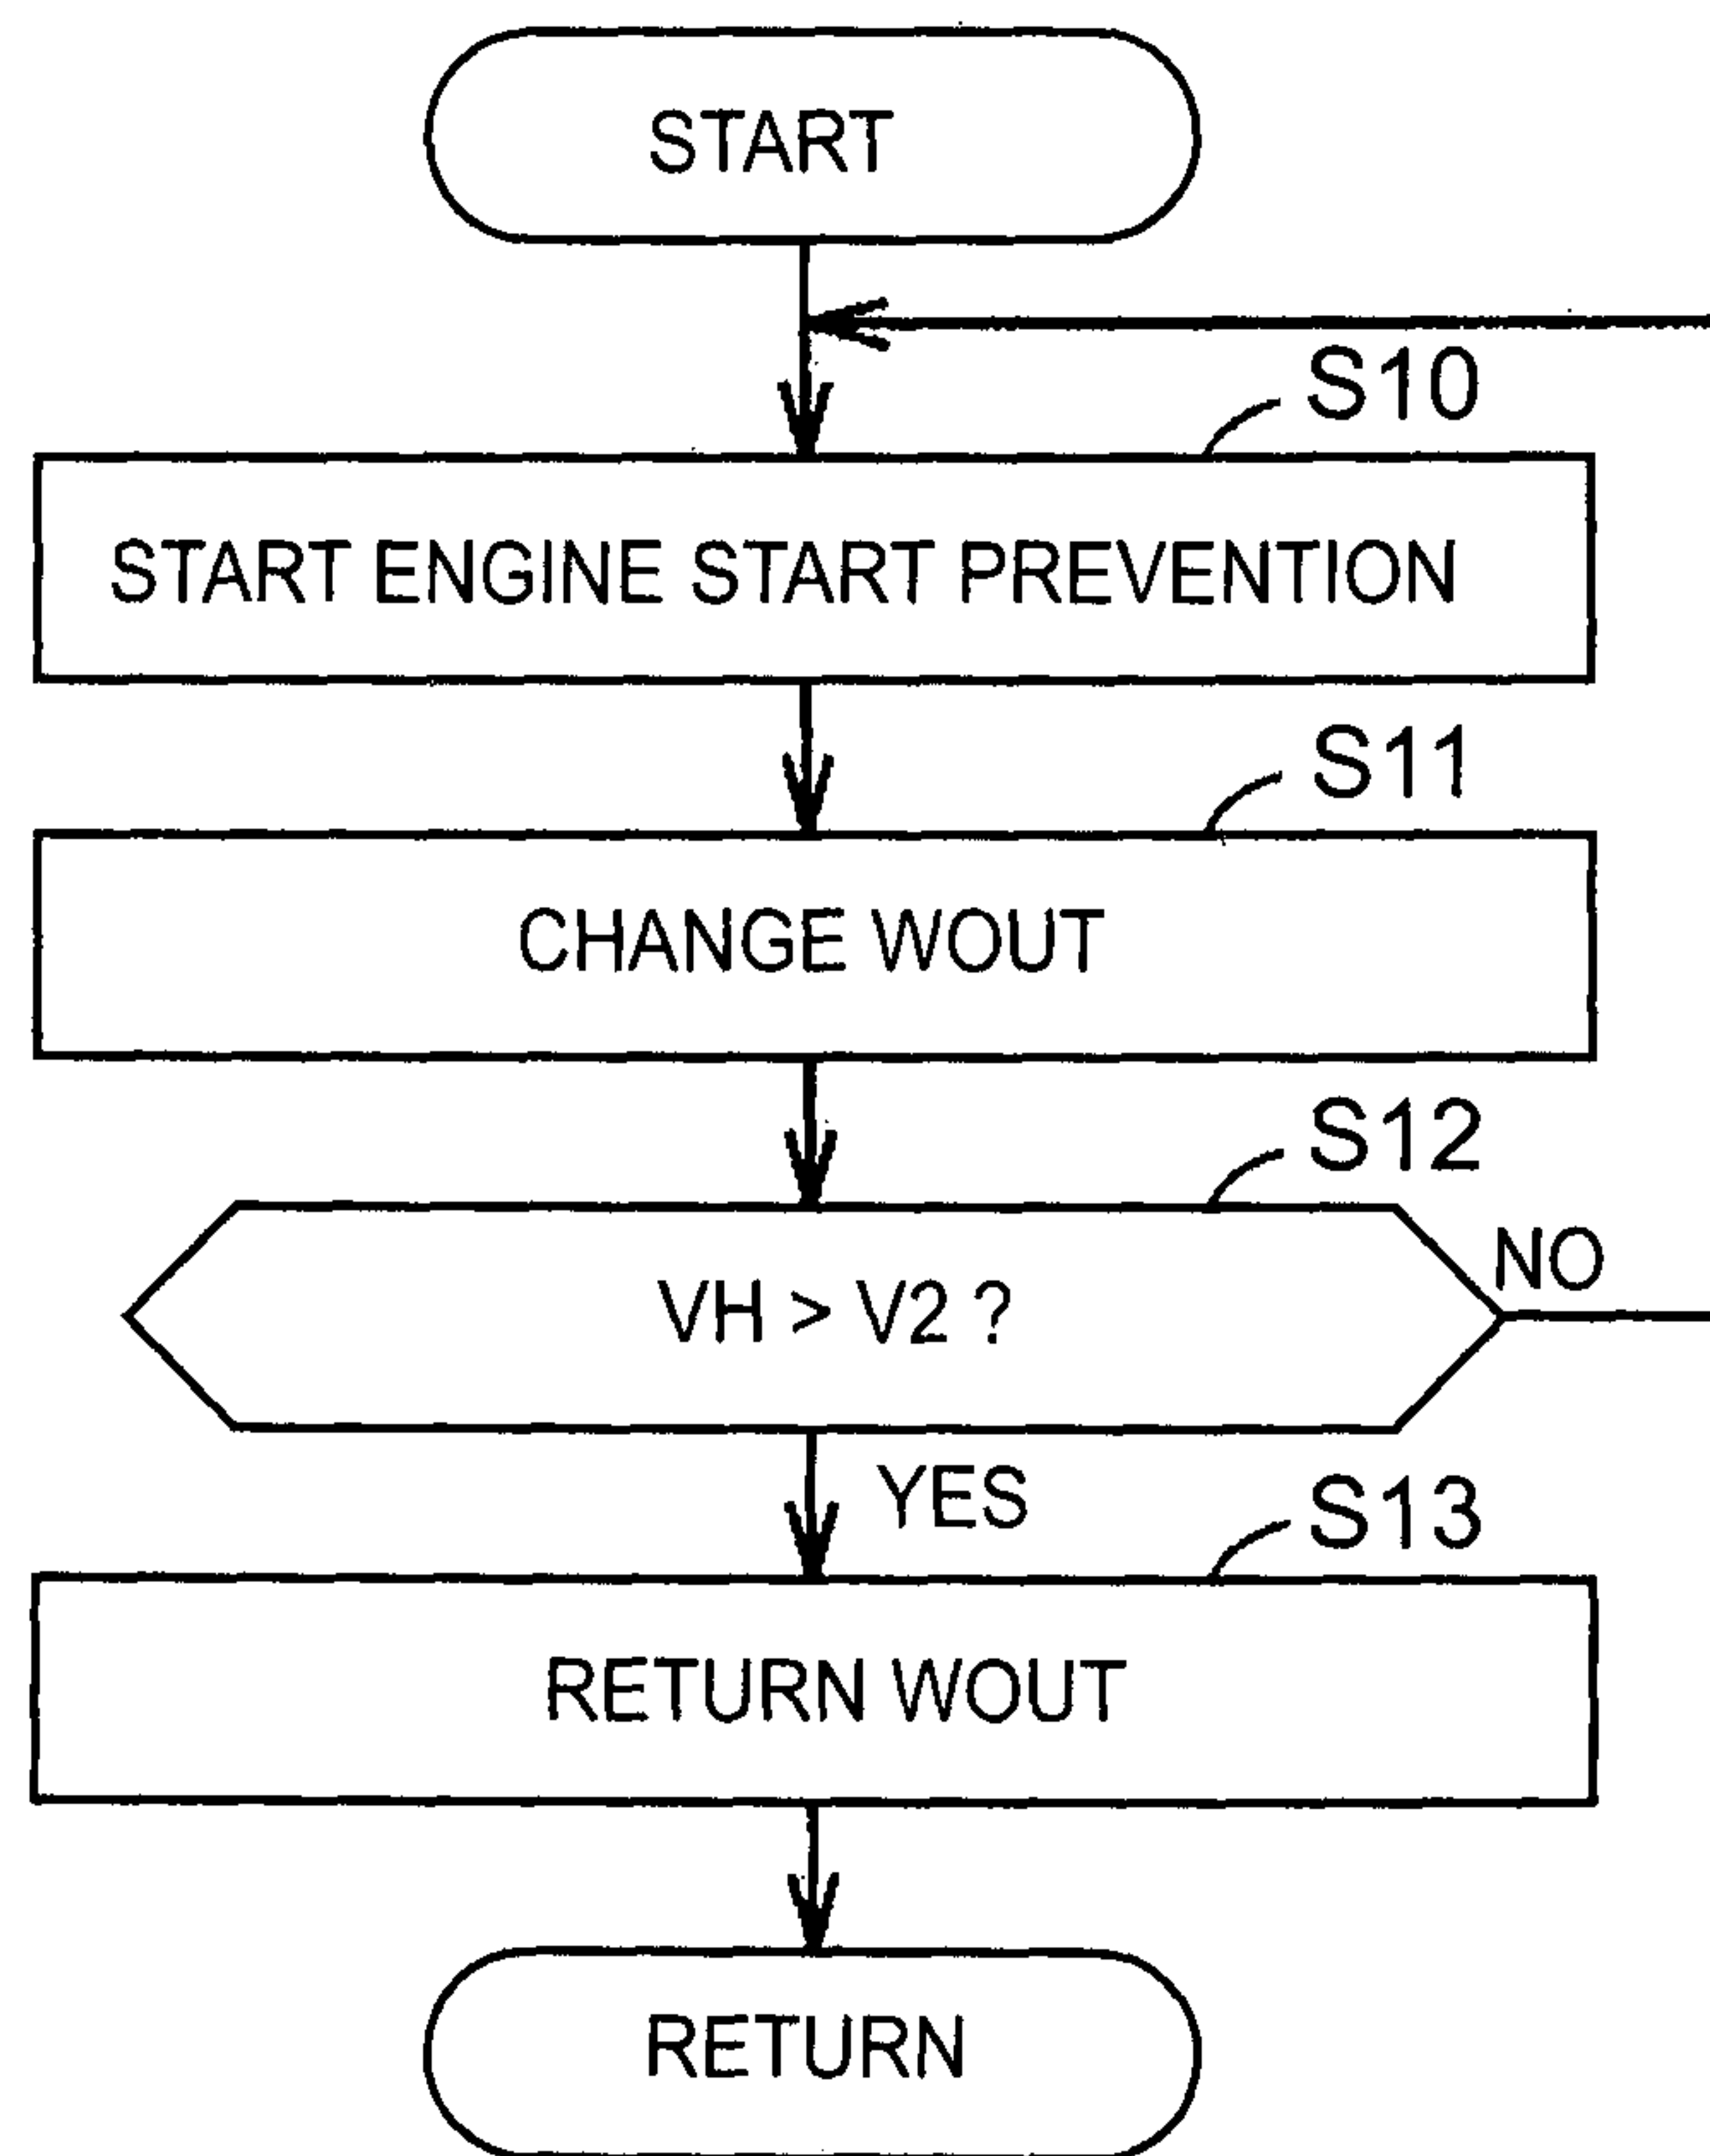 START
S10
START ENGINE START PREVENTION
S11
CHANGE WOUT
S12
VH > V2 ?
NO
YES
S13
RETURN WOUT
RETURN